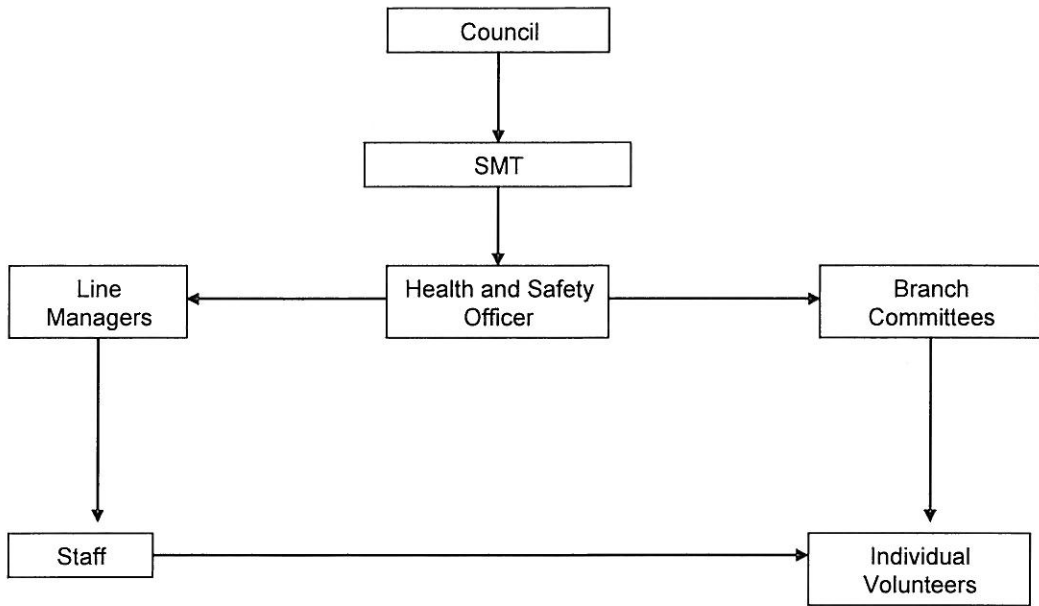 Council
SMT
Line
Managers
Health and Safety
Officer
Branch
Committees
Staff
Individual
Volunteers